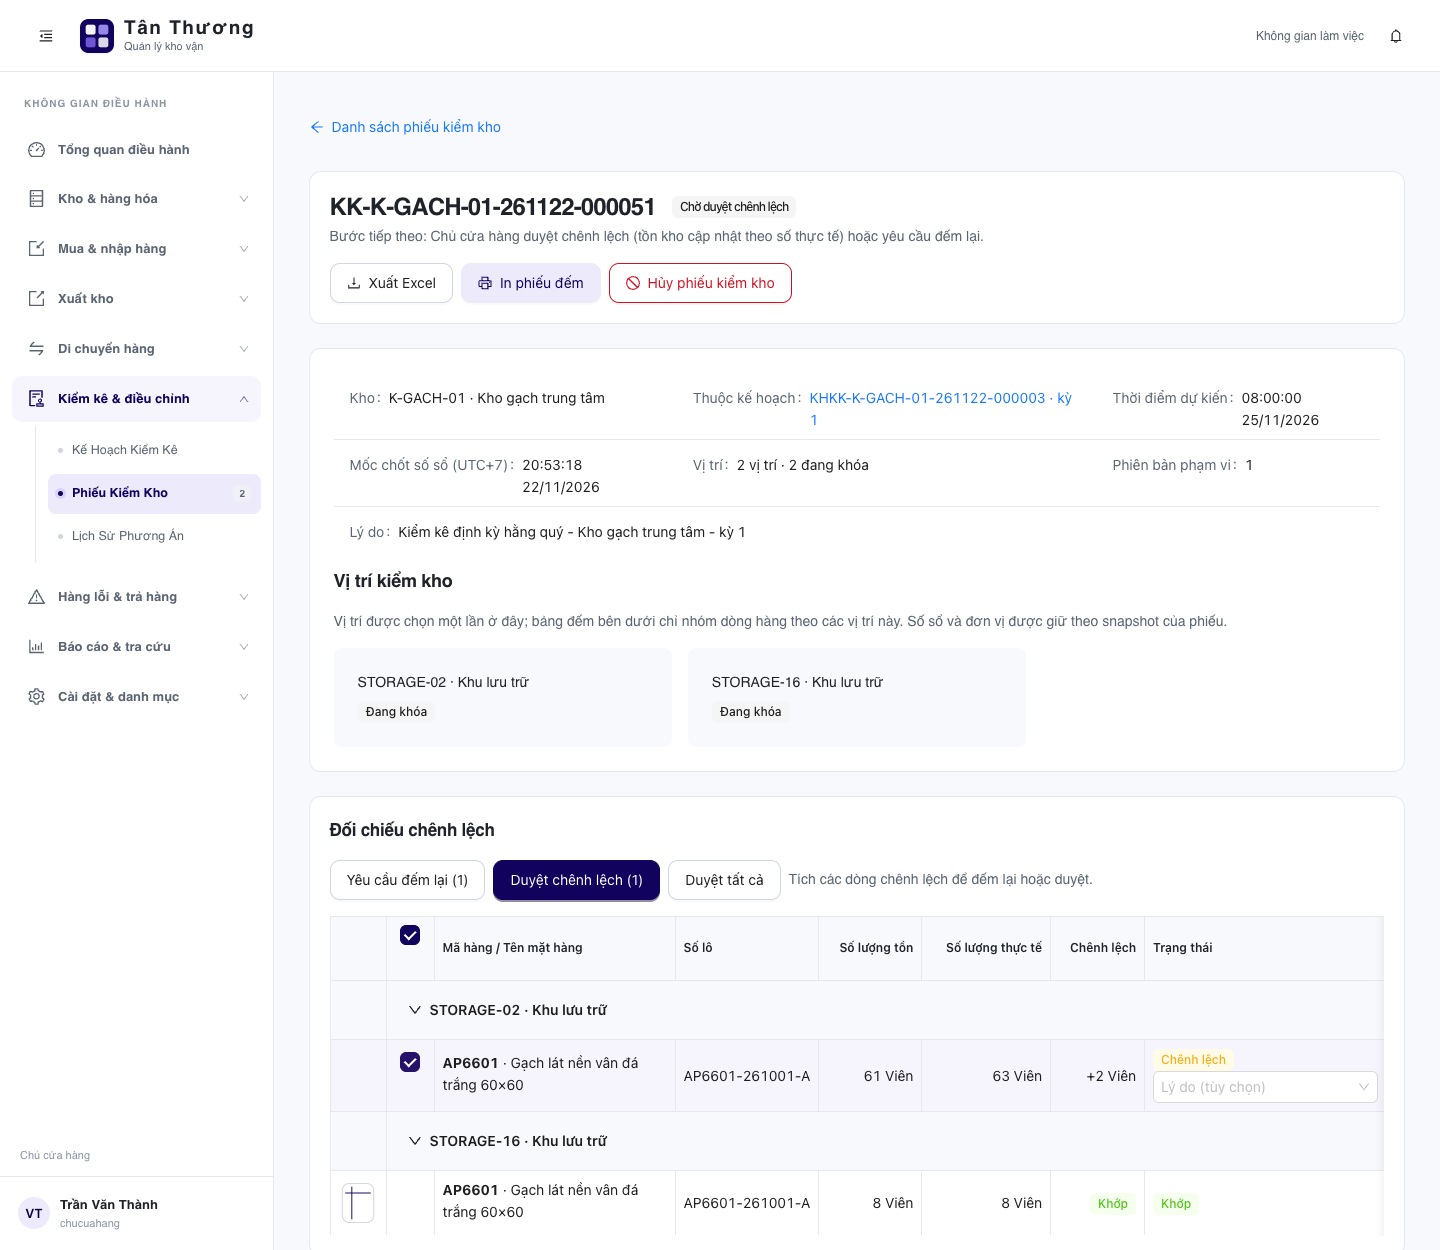 Tân Thương
Quản lý kho vận
Không gian làm việc
KHÔNG GIAN ĐIỀU HÀNH
Tổng quan điều hành
Kho & hàng hóa
Mua & nhập hàng
Xuất kho
Di chuyển hàng
Kiểm kê & điều chỉnh
Kế Hoạch Kiểm Kê
Phiếu Kiểm Kho
2
Lịch Sử Phương Án
Hàng lỗi & trả hàng
Báo cáo & tra cứu
Cài đặt & danh mục
Chủ cửa hàng
VT
Trần Văn Thành
chucuahang
Danh sách phiếu kiểm kho
KK-K-GACH-01-261122-000051
Chờ duyệt chênh lệch
Bước tiếp theo: Chủ cửa hàng duyệt chênh lệch (tồn kho cập nhật theo số thực tế) hoặc yêu cầu đếm lại.
Xuất Excel
In phiếu đếm
Hủy phiếu kiểm kho
Kho: K-GACH-01 · Kho gạch trung tâm
Thuộc kế hoạch: KHKK-K-GACH-01-261122-000003 · kỳ
1
Thời điểm dự kiến: 08:00:00
25/11/2026
Mốc chốt số sổ (UTC+7): 20:53:18
22/11/2026
Vị trí: 2 vị trí · 2 đang khóa
Phiên bản phạm vi: 1
Lý do: Kiểm kê định kỳ hằng quý - Kho gạch trung tâm - kỳ 1
Vị trí kiểm kho
Vị trí được chọn một lần ở đây; bảng đếm bên dưới chỉ nhóm dòng hàng theo các vị trí này. Số sổ và đơn vị được giữ theo snapshot của phiếu.
STORAGE-02 · Khu lưu trữ
Đang khóa
STORAGE-16 · Khu lưu trữ
Đang khóa
Đối chiếu chênh lệch
Yêu cầu đếm lại (1)
Duyệt chênh lệch (1)
Duyệt tất cả
Tích các dòng chênh lệch để đếm lại hoặc duyệt.
Mã hàng / Tên mặt hàng
Số lô
Số lượng tồn
Số lượng thực tế
Chênh lệch
Trạng thái
STORAGE-02 · Khu lưu trữ
AP6601 · Gạch lát nền vân đá
trắng 60×60
AP6601-261001-A
61 Viên
63 Viên
+2 Viên
Chênh lệch
Lý do (tùy chọn)
STORAGE-16 · Khu lưu trữ
AP6601 · Gạch lát nền vân đá
trắng 60×60
AP6601-261001-A
8 Viên
8 Viên
Khớp
Khớp